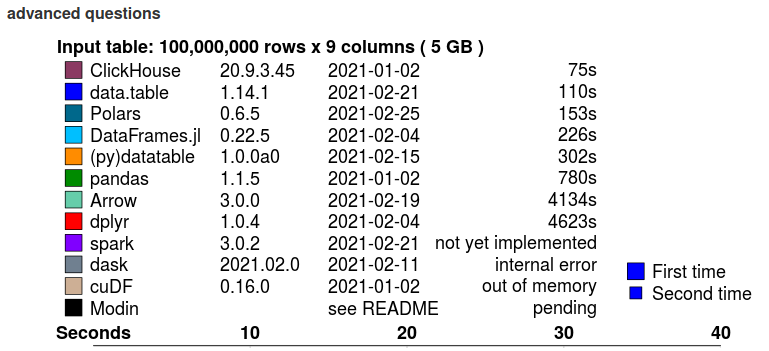 advanced questions
Input table: 100,000,000 rows x 9 columns ( 5 GB )
ClickHouse 20.9.3.45 2021-01-02 75s
data.table 1.14.1 2021-02-21 110s
Polars 0.6.5 2021-02-25 153s
DataFrames.jl 0.22.5 2021-02-04 226s
(py)datatable 1.0.0a0 2021-02-15 302s
pandas 1.1.5 2021-01-02 780s
Arrow 3.0.0 2021-02-19 4134s
dplyr 1.0.4 2021-02-04 4623s
spark 3.0.2 2021-02-21 not yet implemented
dask 2021.02.0 2021-02-11 internal error
cuDF 0.16.0 2021-01-02 out of memory
Modin see README pending
First time
Second time
Seconds 10 20 30 40